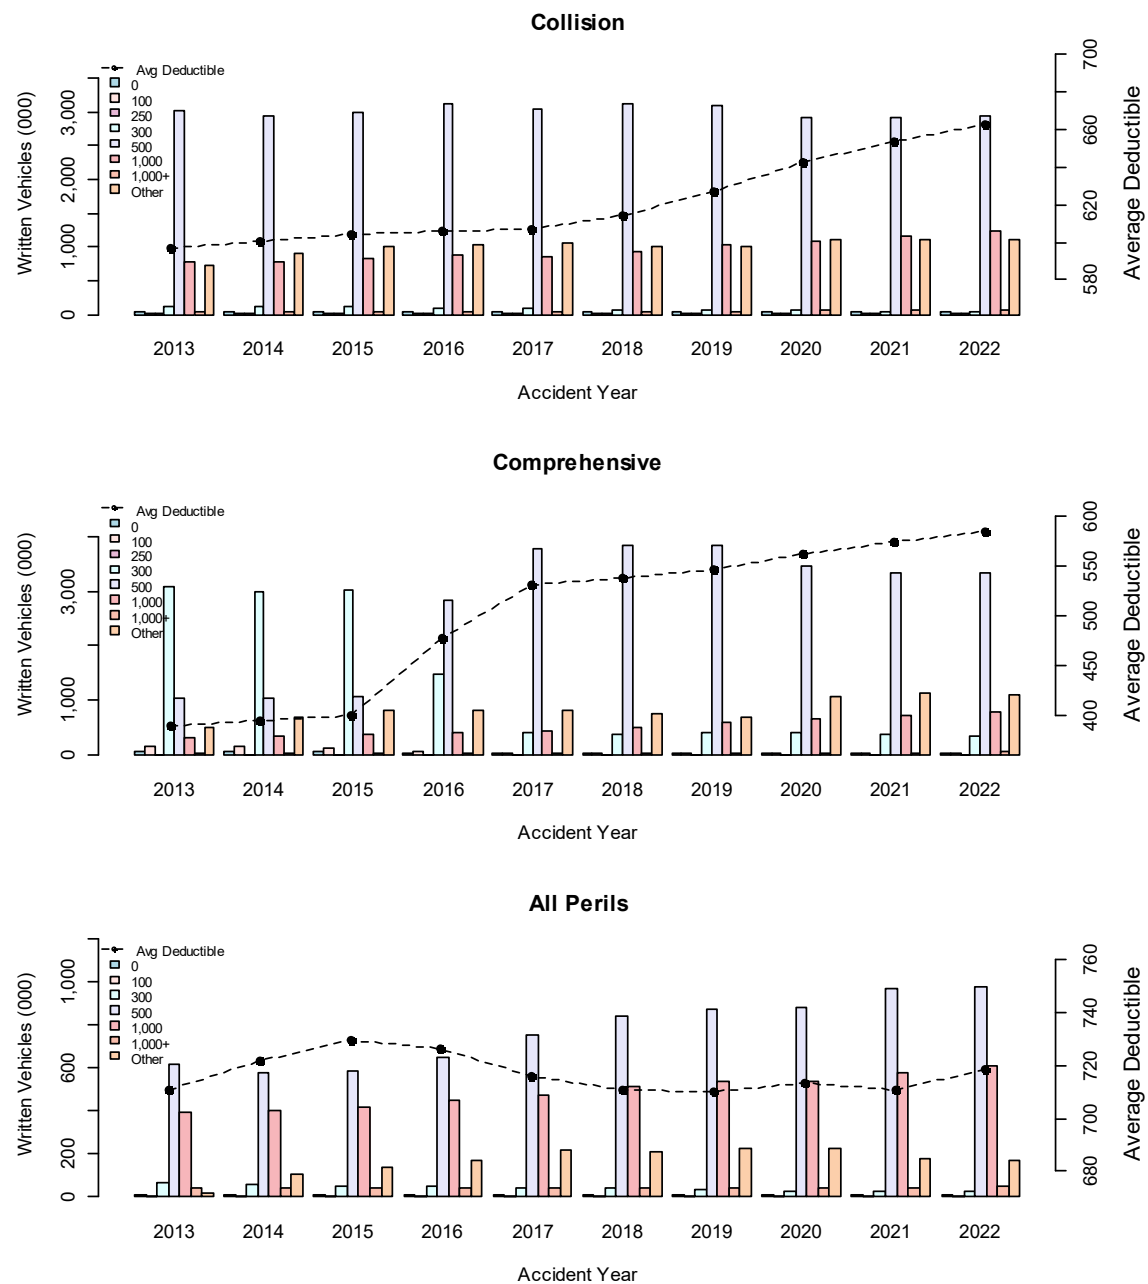 Collision
Written Vehicles (000)
3,000
2,000
1,000
0
Avg Deductible
0
100
250
300
500
1,000
1,000+
Other
700
660
620
580
Average Deductible
2013 2014 2015 2016 2017 2018 2019 2020 2021 2022
Accident Year
Comprehensive
Written Vehicles (000)
3,000
1,000
0
Avg Deductible
0
100
250
300
500
1,000
1,000+
Other
600
550
500
450
400
Average Deductible
2013 2014 2015 2016 2017 2018 2019 2020 2021 2022
Accident Year
All Perils
Written Vehicles (000)
1,000
600
200
0
Avg Deductible
0
100
300
500
1,000
1,000+
Other
760
740
720
700
680
Average Deductible
2013 2014 2015 2016 2017 2018 2019 2020 2021 2022
Accident Year